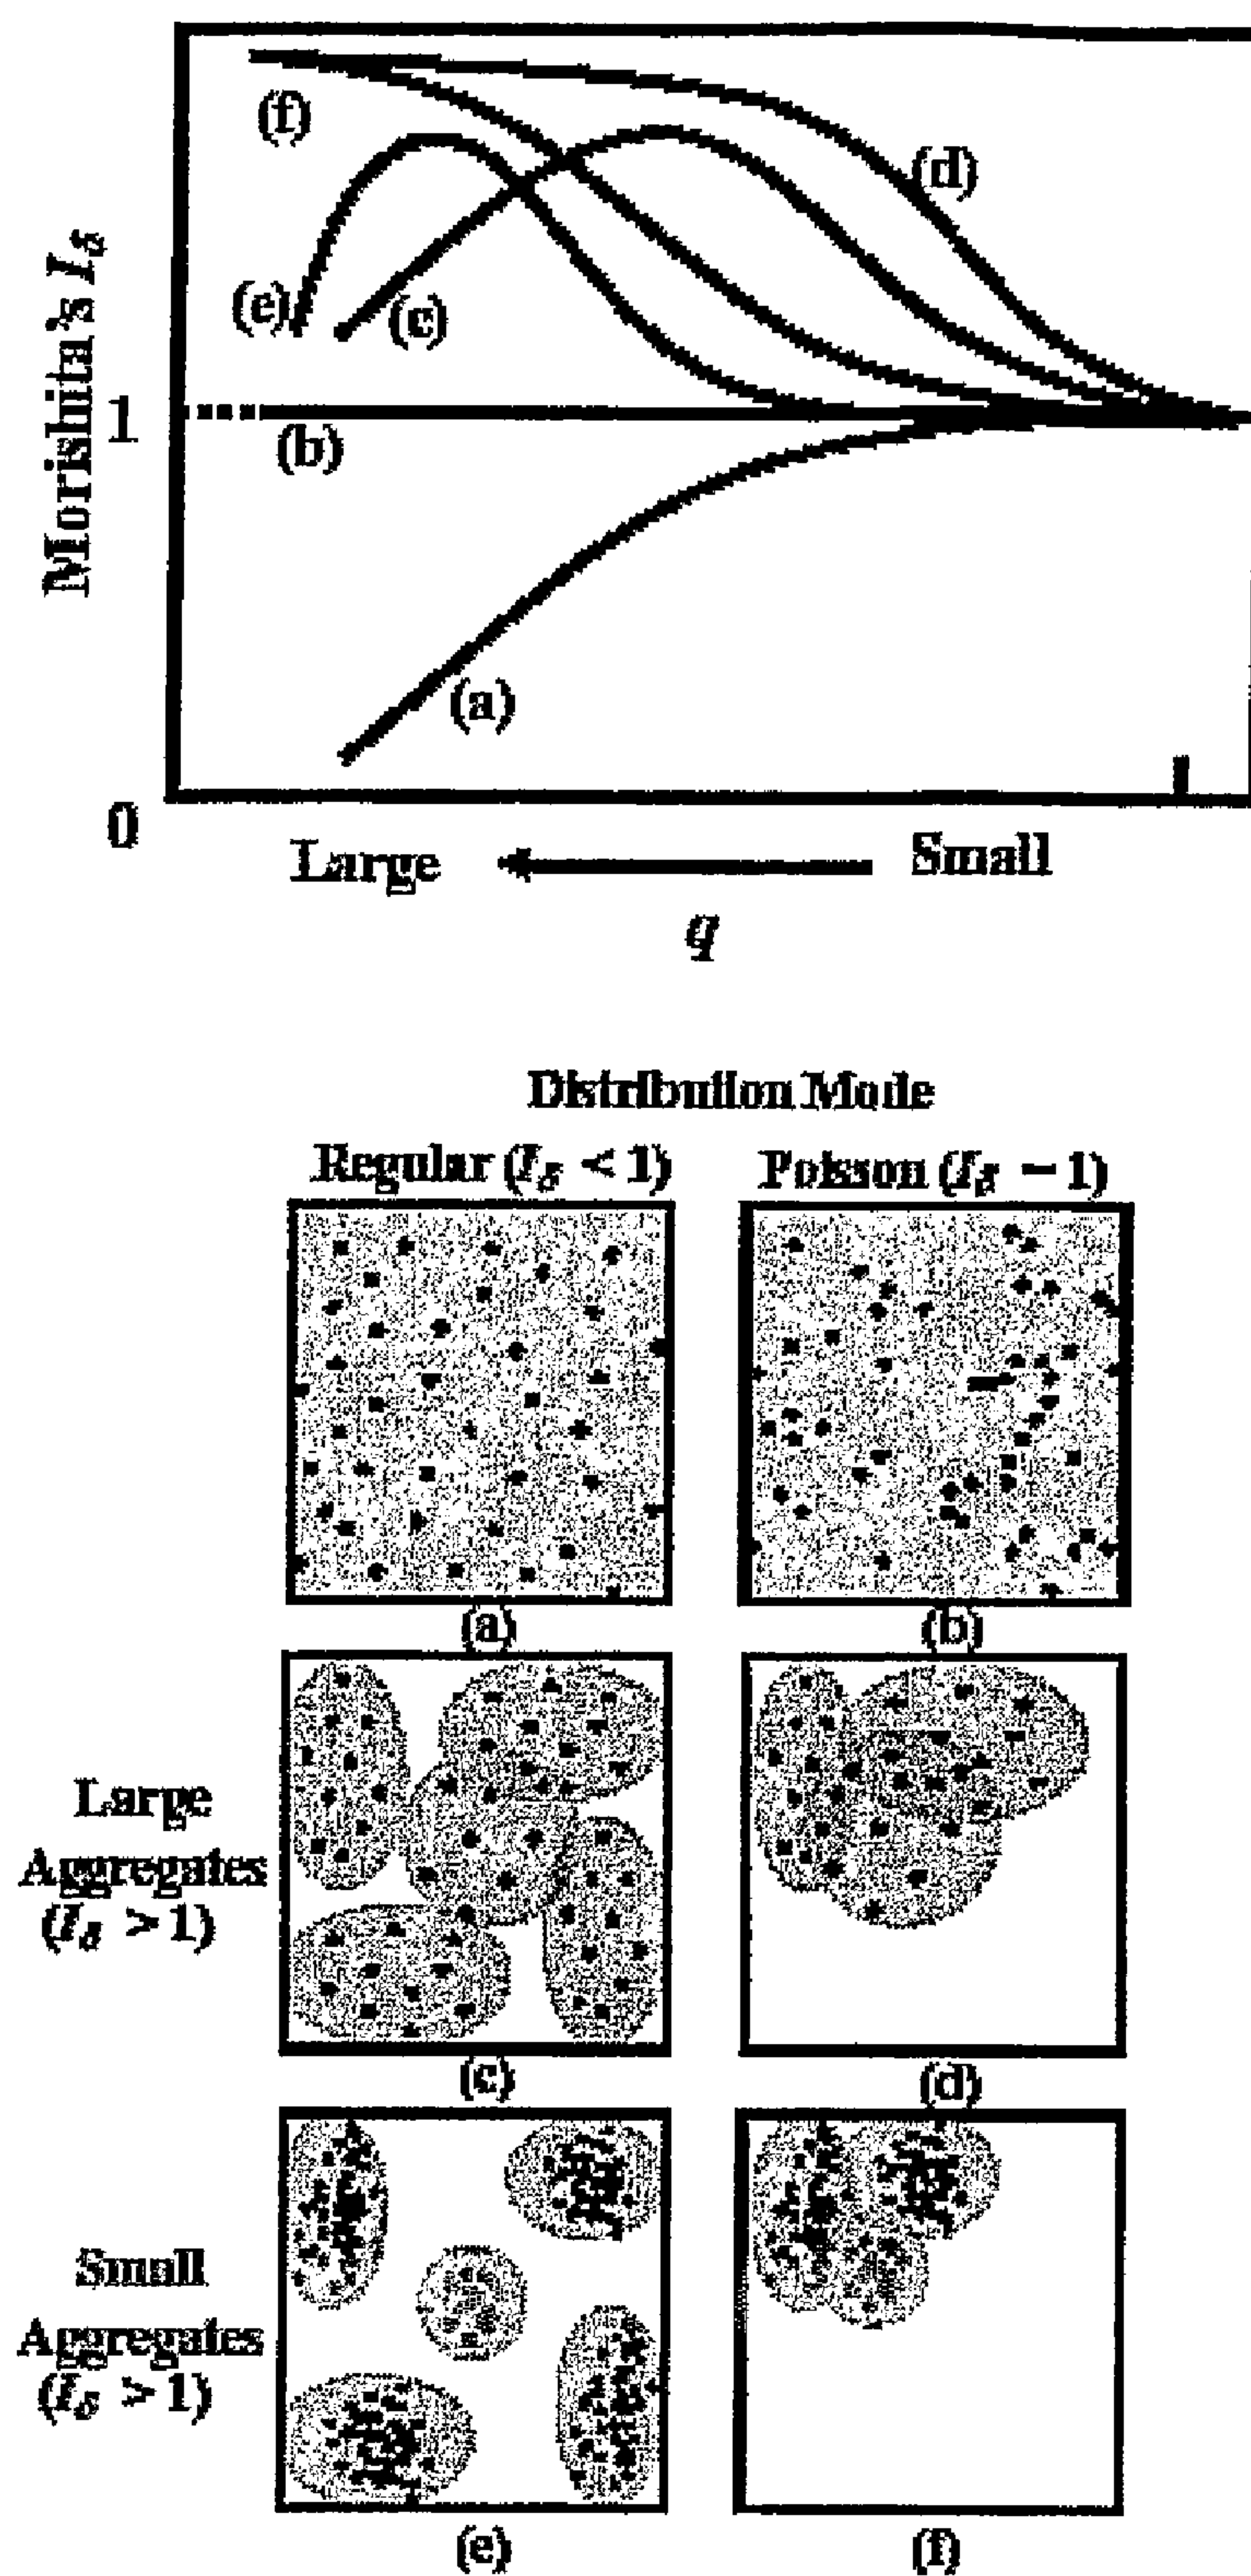 Morishita's I_δ
(f)
(d)
(e)
(c)
1
(b)
(a)
0
Large
Small
q
Distribution Mode
Regular (I_δ < 1)
Poisson (I_δ = 1)
(a)
(b)
Large
Aggregates
(I_δ > 1)
(c)
(d)
Small
Aggregates
(I_δ > 1)
(e)
(f)